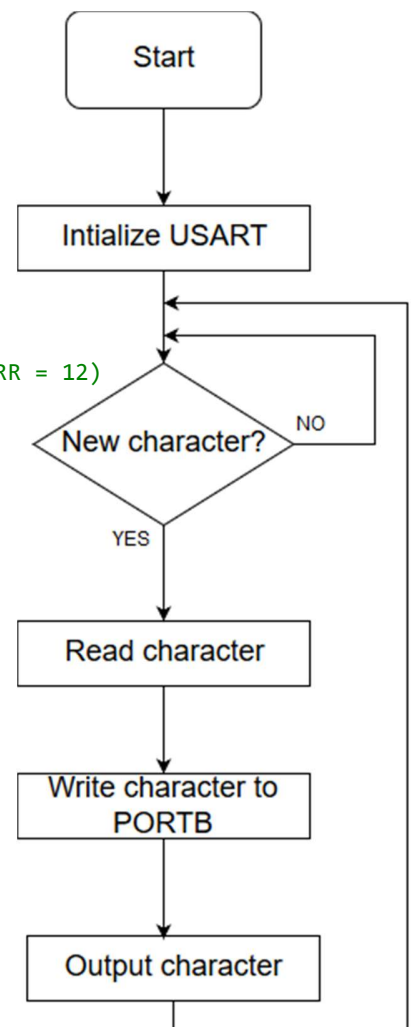 Start
Intialize USART
RR = 12)
New character?
NO
YES
Read character
Write character to
PORTB
Output character